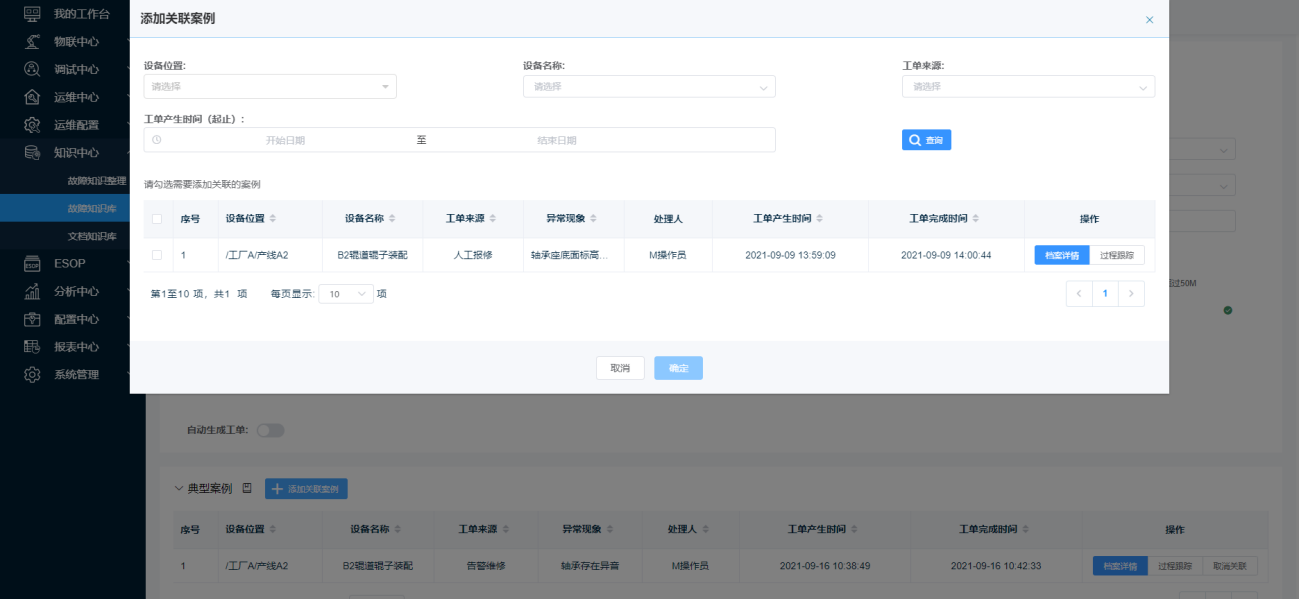 我的工作台
物联中心
调试中心
运维中心
运维配置
知识中心
故障知识整理
故障知识库
文档知识库
ESOP
分析中心
配置中心
报表中心
系统管理
添加关联案例
设备位置:
设备名称:
工单来源:
请选择
请选择
请选择
工单产生时间（起止）:
开始日期 至 结束日期
查询
请勾选需要添加关联的案例
序号 设备位置 设备名称 工单来源 异常现象 处理人 工单产生时间 工单完成时间 操作
1 /工厂A/产线A2 B2辊道辊子装配 人工报修 轴承座底面标高... M操作员 2021-09-09 13:59:09 2021-09-09 14:00:44 档案详情 过程跟踪
第1至10 项，共1 项 每页显示: 10 项
1
取消 确定
过50M
自动生成工单:
典型案例 添加关联案例
序号 设备位置 设备名称 工单来源 异常现象 处理人 工单产生时间 工单完成时间 操作
1 /工厂A/产线A2 B2辊道辊子装配 告警维修 轴承存在异音 M操作员 2021-09-16 10:38:49 2021-09-16 10:42:33 档案详情 过程跟踪 取消关联